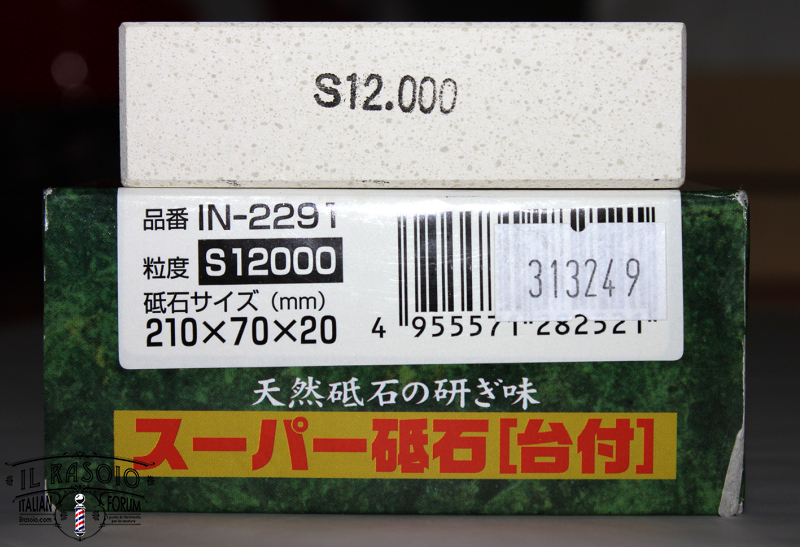 S12.000
品番 IN-2291
粒度 S12000
砥石サイズ(mm)
210×70×20
313249
4 955571 282521
天然砥石の研ぎ味
スーパー砥石[台付]
IL RASOIO
ITALIAN FORUM
ilrasoio.com